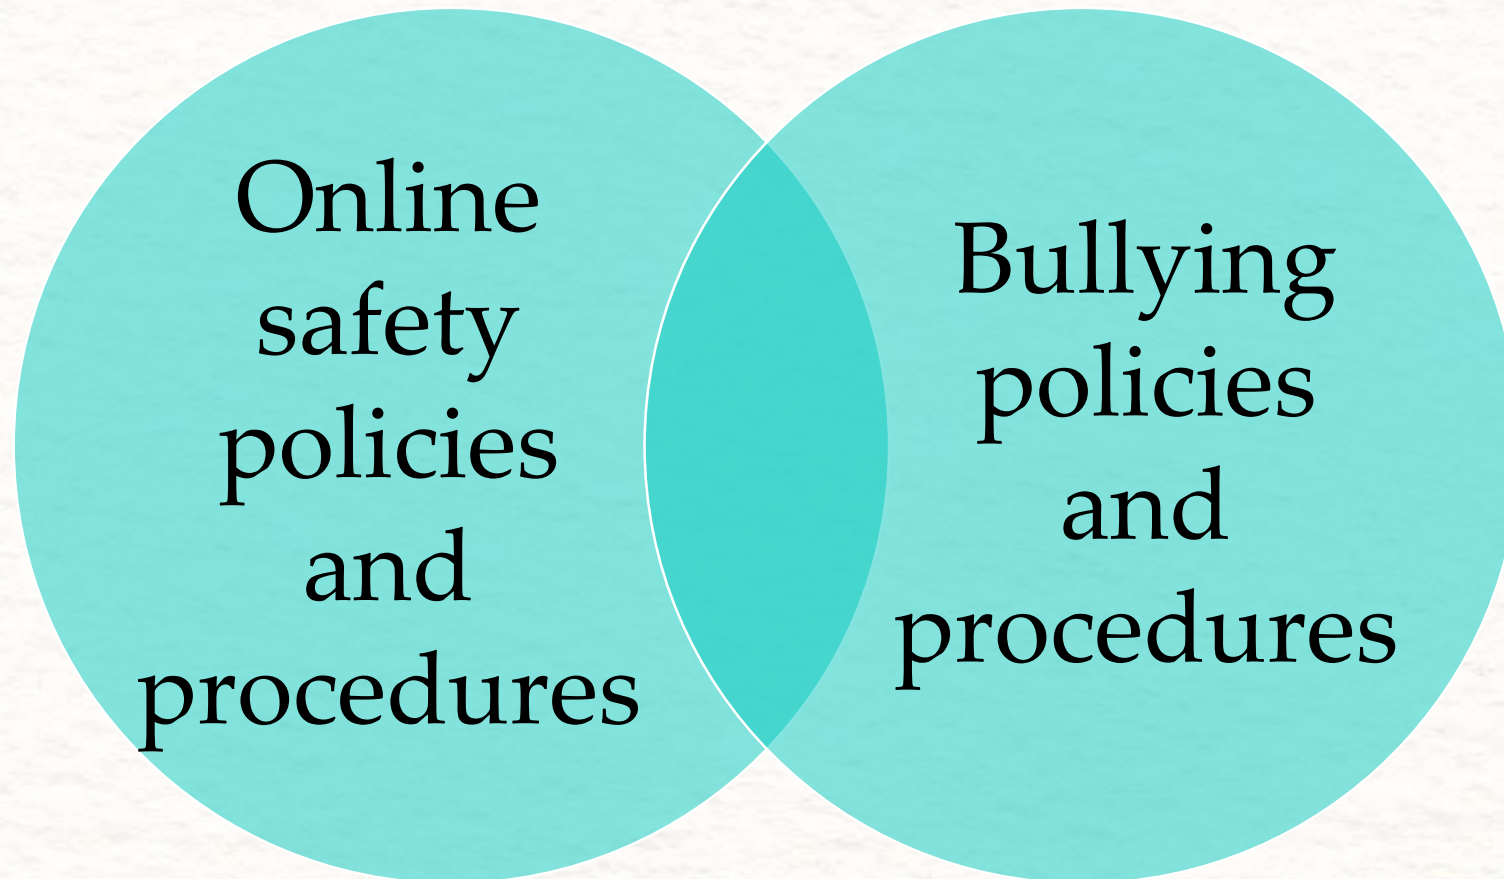 Online
safety
policies
and
procedures
Bullying
policies
and
procedures